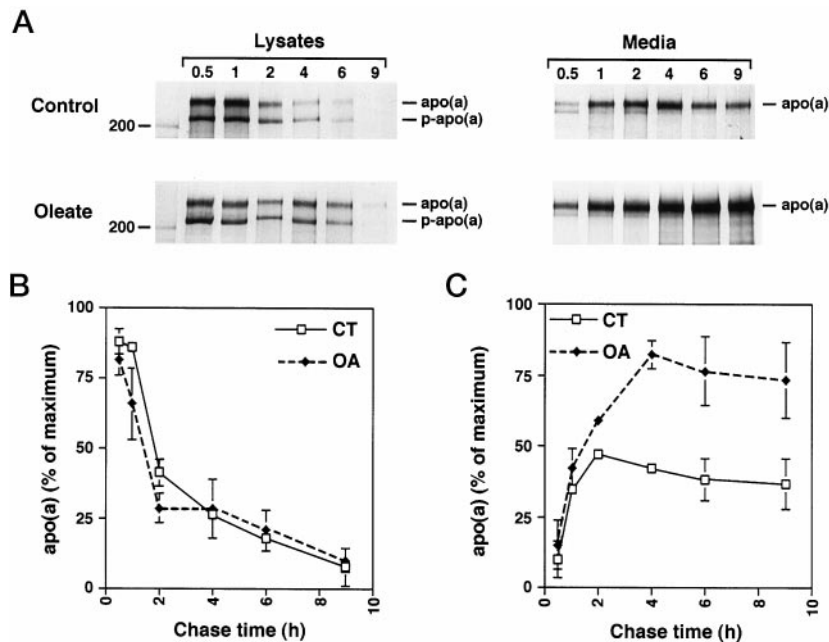 A
Lysates
Media
0.5 1 2 4 6 9
0.5 1 2 4 6 9
Control
apo(a)
p-apo(a)
200
apo(a)
Oleate
apo(a)
p-apo(a)
200
apo(a)
B
100
75
50
25
0
apo(a) (% of maximum)
CT
OA
0 2 4 6 8 10
Chase time (h)
C
100
75
50
25
0
apo(a) (% of maximum)
CT
OA
0 2 4 6 8 10
Chase time (h)